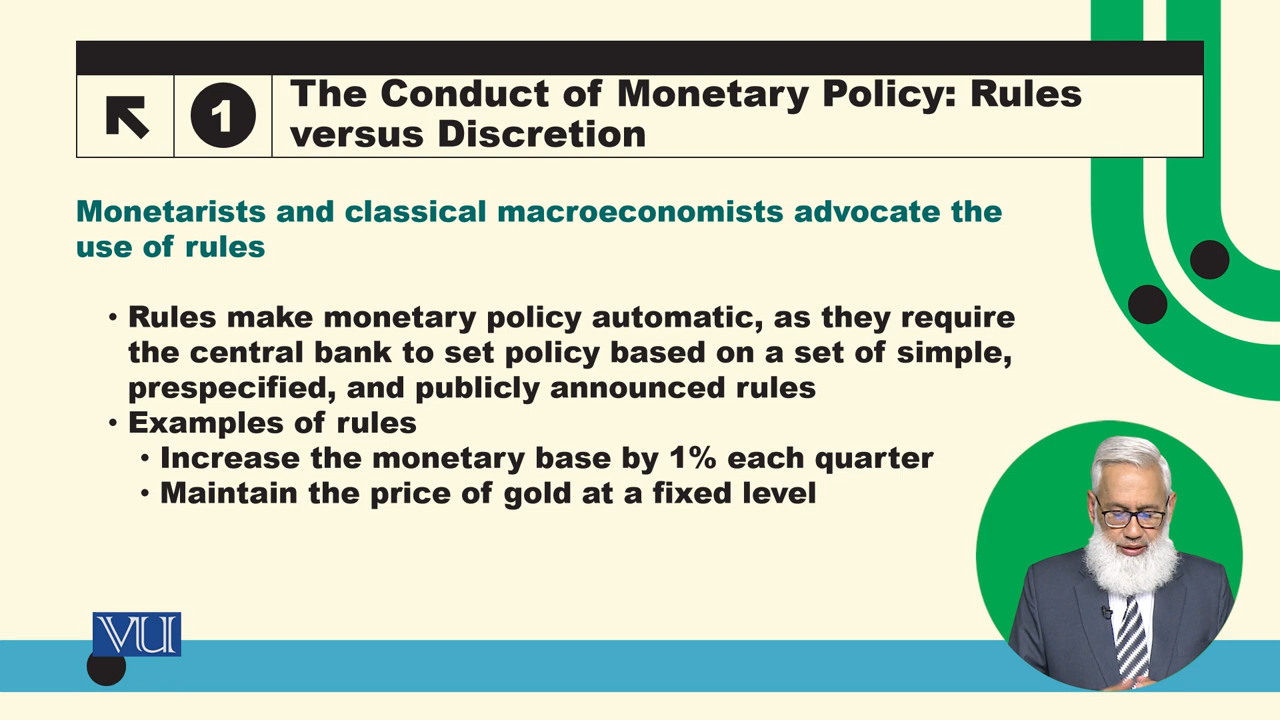 1
The Conduct of Monetary Policy: Rules
versus Discretion
Monetarists and classical macroeconomists advocate the
use of rules
• Rules make monetary policy automatic, as they require
the central bank to set policy based on a set of simple,
prespecified, and publicly announced rules
• Examples of rules
• Increase the monetary base by 1% each quarter
• Maintain the price of gold at a fixed level
VU